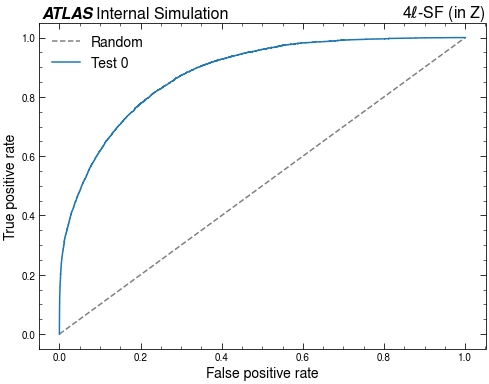 ATLAS Internal Simulation 4ℓ-SF (in Z)
Random
Test 0
True positive rate
1.0
0.8
0.6
0.4
0.2
0.0
0.0 0.2 0.4 0.6 0.8 1.0
False positive rate